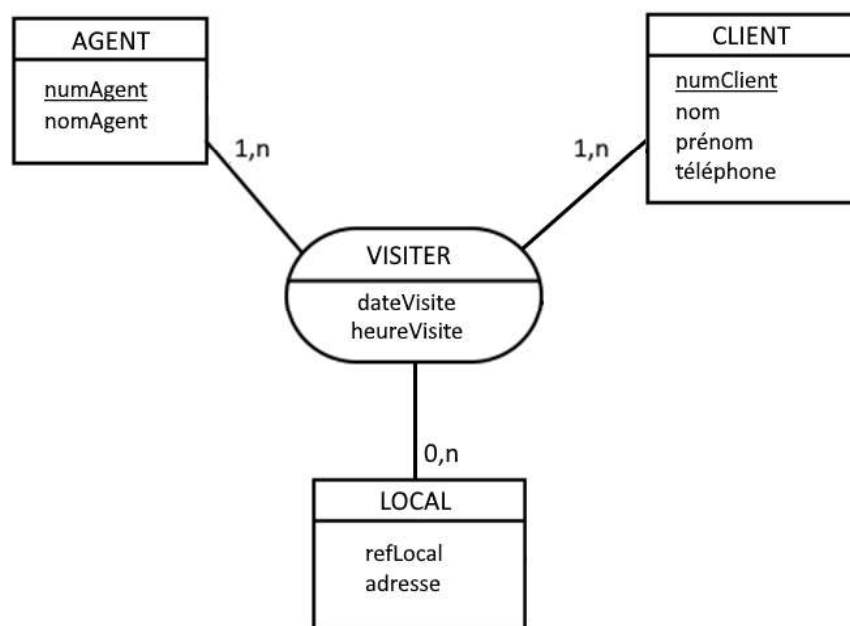 AGENT
numAgent
nomAgent
1,n
CLIENT
numClient
nom
prénom
téléphone
1,n
VISITER
dateVisite
heureVisite
0,n
LOCAL
refLocal
adresse